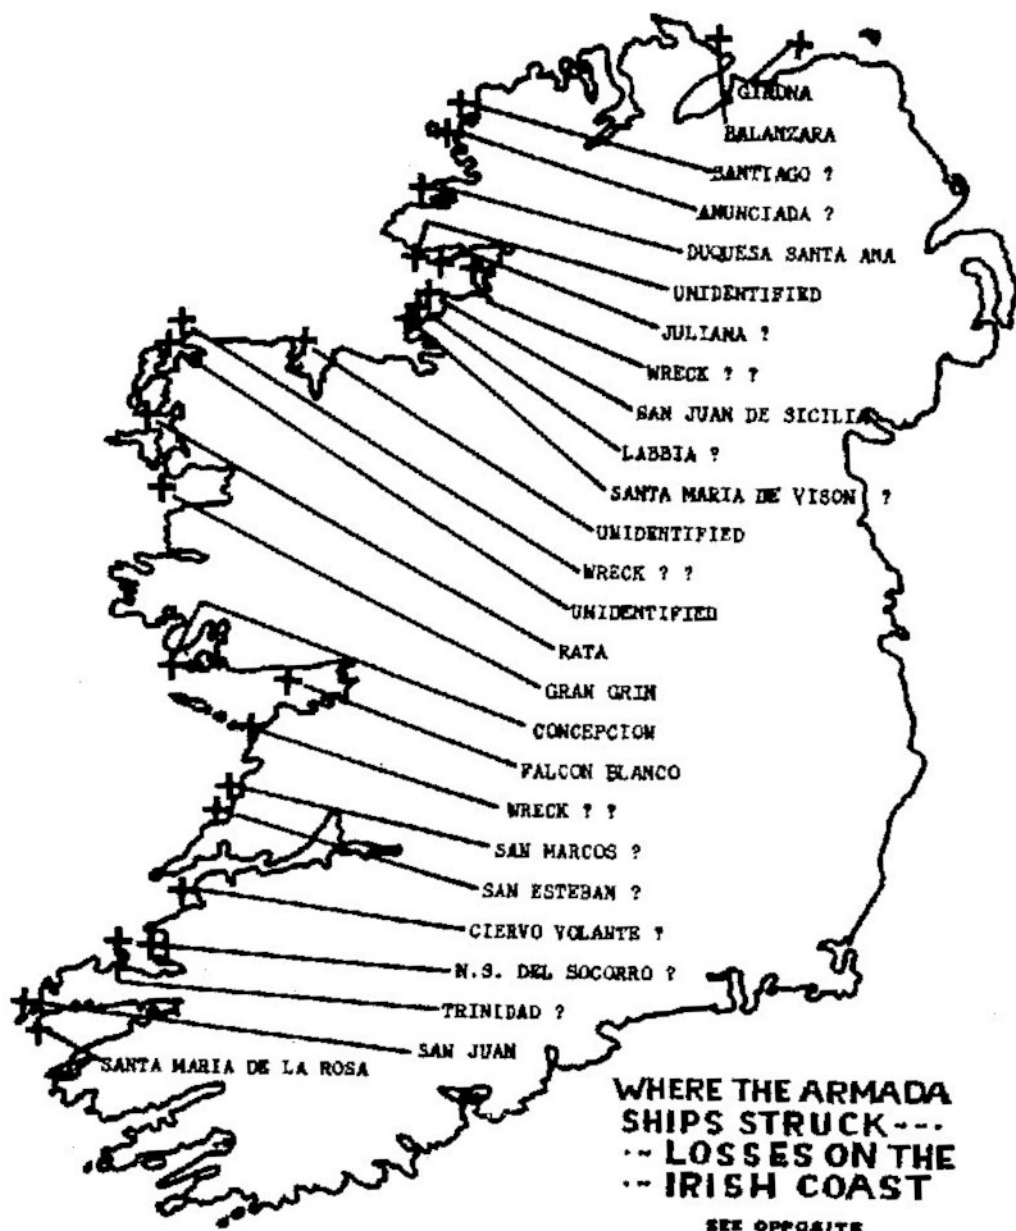 GIRONA
BALANZARA
SANTIAGO ?
ANUNCIADA ?
DUQUESA SANTA ANA
UNIDENTIFIED
JULIANA ?
WRECK ? ?
SAN JUAN DE SICILIA
LABBIA ?
SANTA MARIA DE VISON ?
UNIDENTIFIED
WRECK ? ?
UNIDENTIFIED
RATA
GRAN GRIN
CONCEPCION
FALCON BLANCO
WRECK ? ?
SAN MARCOS ?
SAN ESTEBAN ?
CIERVO VOLANTE ?
N.S. DEL SOCORRO ?
TRINIDAD ?
SAN JUAN
SANTA MARIA DE LA ROSA
WHERE THE ARMADA
SHIPS STRUCK ---
-- LOSSES ON THE
-- IRISH COAST
SEE OPPOSITE